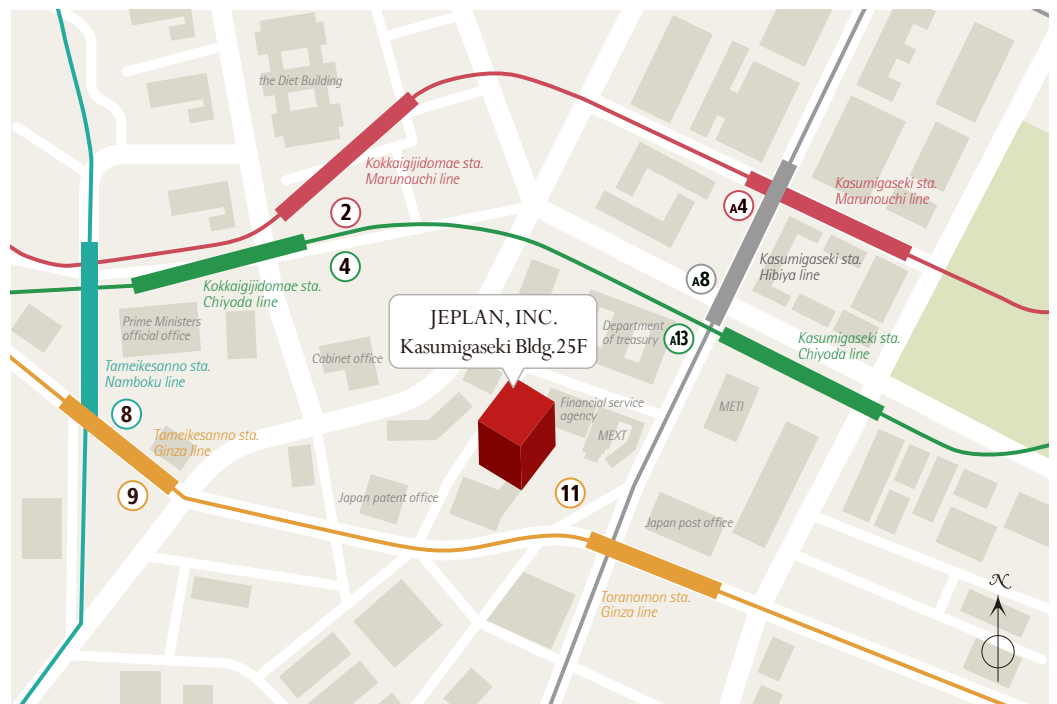 the Diet Building
Kokkaigijidomae sta.
Marunouchi line
2
4
Kokkaigijidomae sta.
Chiyoda line
Kasumigaseki sta.
Marunouchi line
A4
Kasumigaseki sta.
Hibiya line
A8
A13
Kasumigaseki sta.
Chiyoda line
Prime Ministers
official office
Cabinet office
JEPLAN, INC.
Kasumigaseki Bldg.25F
Department
of treasury
Tameikesanno sta.
Namboku line
8
Tameikesanno sta.
Ginza line
9
Financial service
agency
MEXT
METI
11
Japan patent office
Japan post office
Toranomon sta.
Ginza line
N